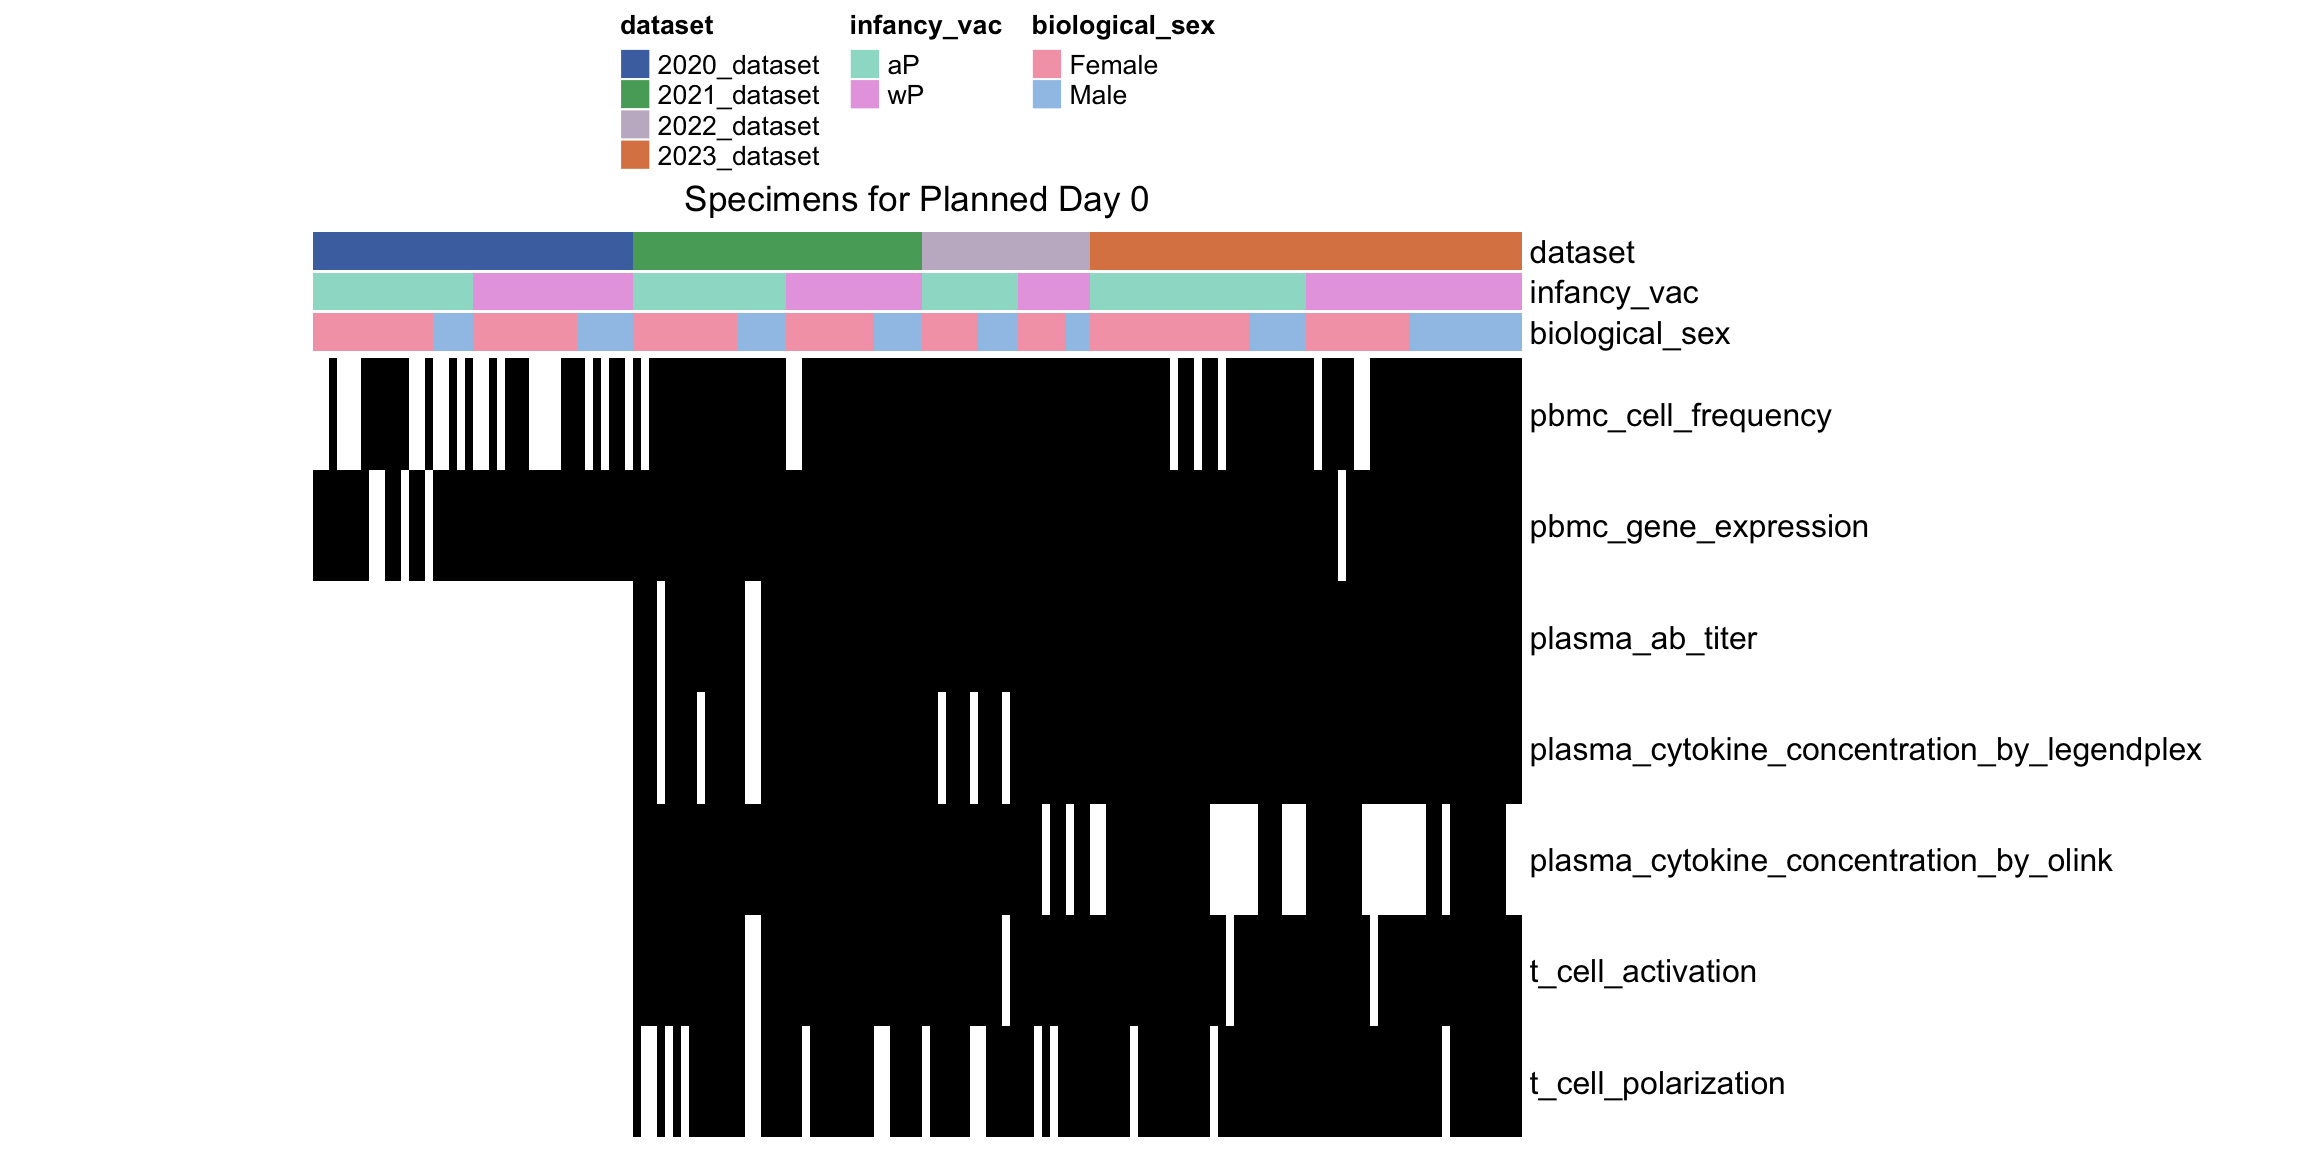 dataset infancy_vac biological_sex
2020_dataset aP Female
2021_dataset wP Male
2022_dataset
2023_dataset
Specimens for Planned Day 0
dataset
infancy_vac
biological_sex
pbmc_cell_frequency
pbmc_gene_expression
plasma_ab_titer
plasma_cytokine_concentration_by_legendplex
plasma_cytokine_concentration_by_olink
t_cell_activation
t_cell_polarization